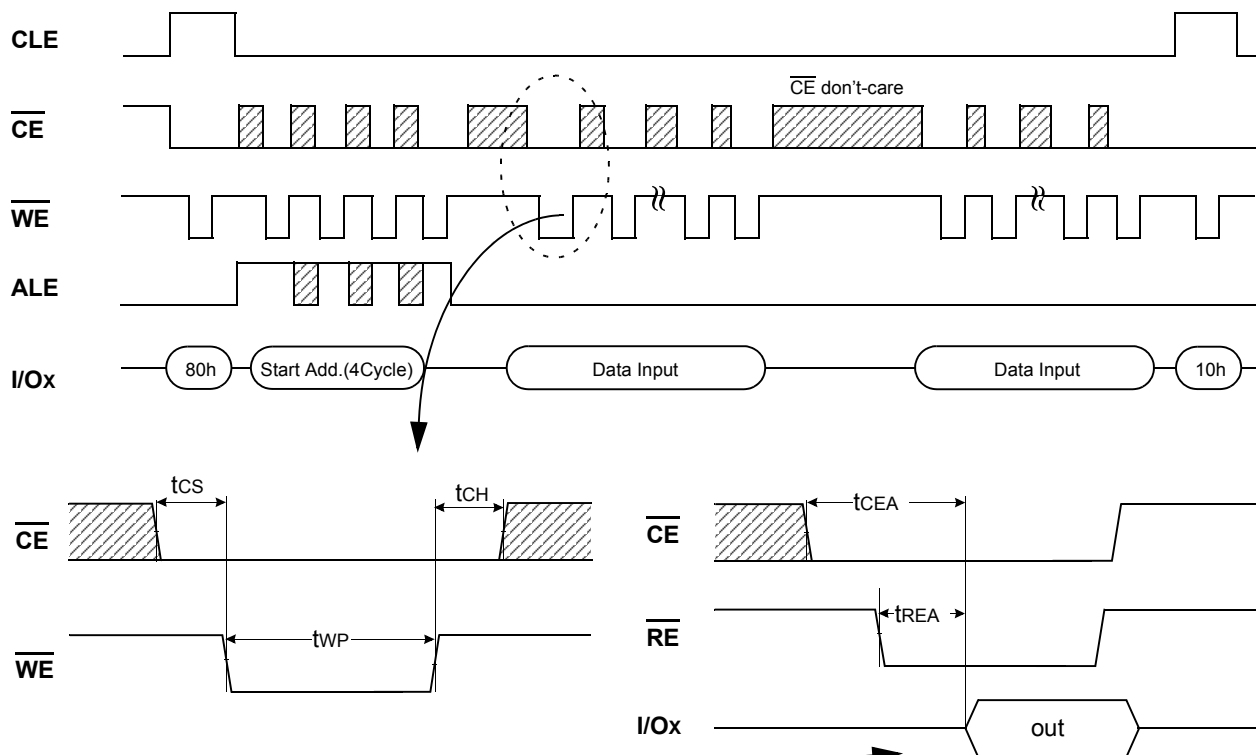 CLE
CE
CE don't-care
WE
ALE
I/Ox
80h
Start Add.(4Cycle)
Data Input
Data Input
10h
tCS
tCH
CE
tWP
WE
tCEA
CE
tREA
RE
I/Ox
out